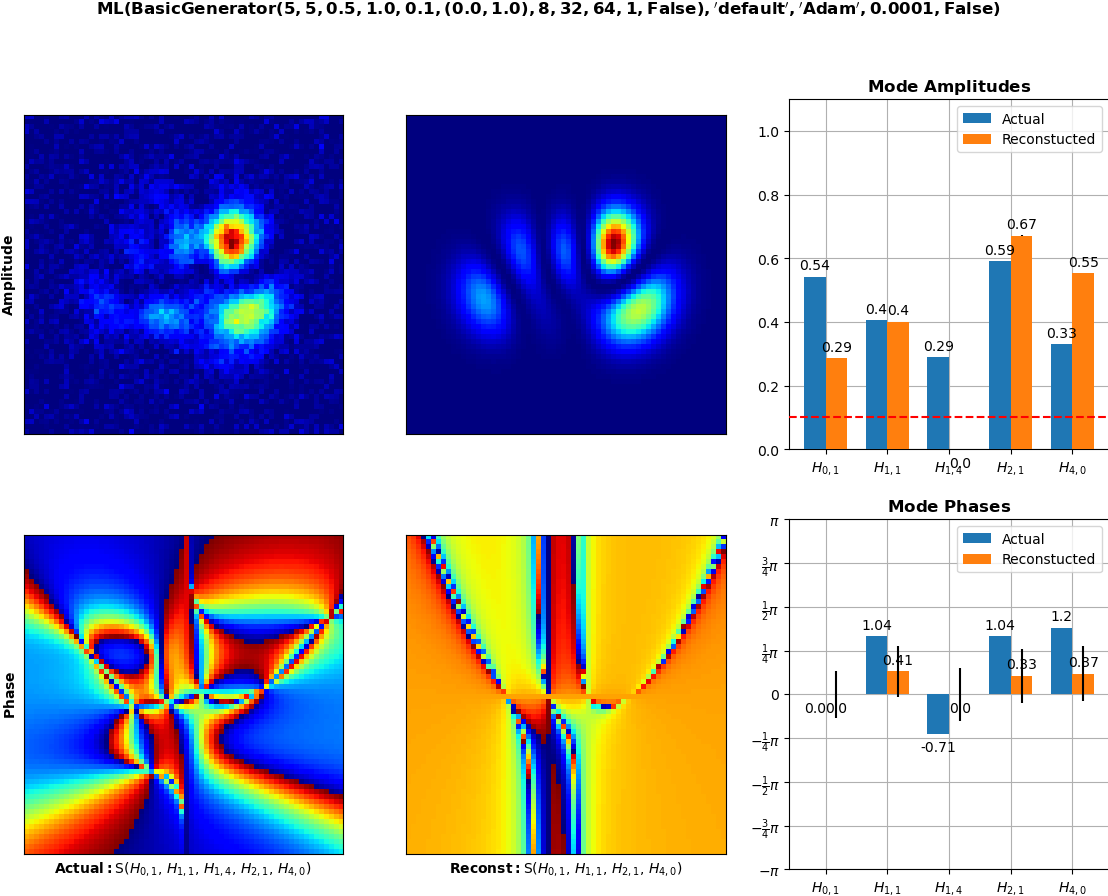 ML(BasicGenerator(5, 5, 0.5, 1.0, 0.1, (0.0, 1.0), 8, 32, 64, 1, False), ′default′, ′Adam′, 0.0001, False)
Amplitude
Mode Amplitudes
Actual
Reconstucted
1.0
0.8
0.6
0.4
0.2
0.0
0.54
0.29
0.4
0.4
0.29
0.0
0.59
0.67
0.33
0.55
H0,1
H1,1
H1,4
H2,1
H4,0
Phase
Actual: S(H0,1, H1,1, H1,4, H2,1, H4,0)
Reconst: S(H0,1, H1,1, H2,1, H4,0)
Mode Phases
Actual
Reconstucted
π
3/4π
1/2π
1/4π
0
−1/4π
−1/2π
−3/4π
−π
0.0
0.0
1.04
0.41
-0.71
0.0
1.04
0.33
1.2
0.37
H0,1
H1,1
H1,4
H2,1
H4,0